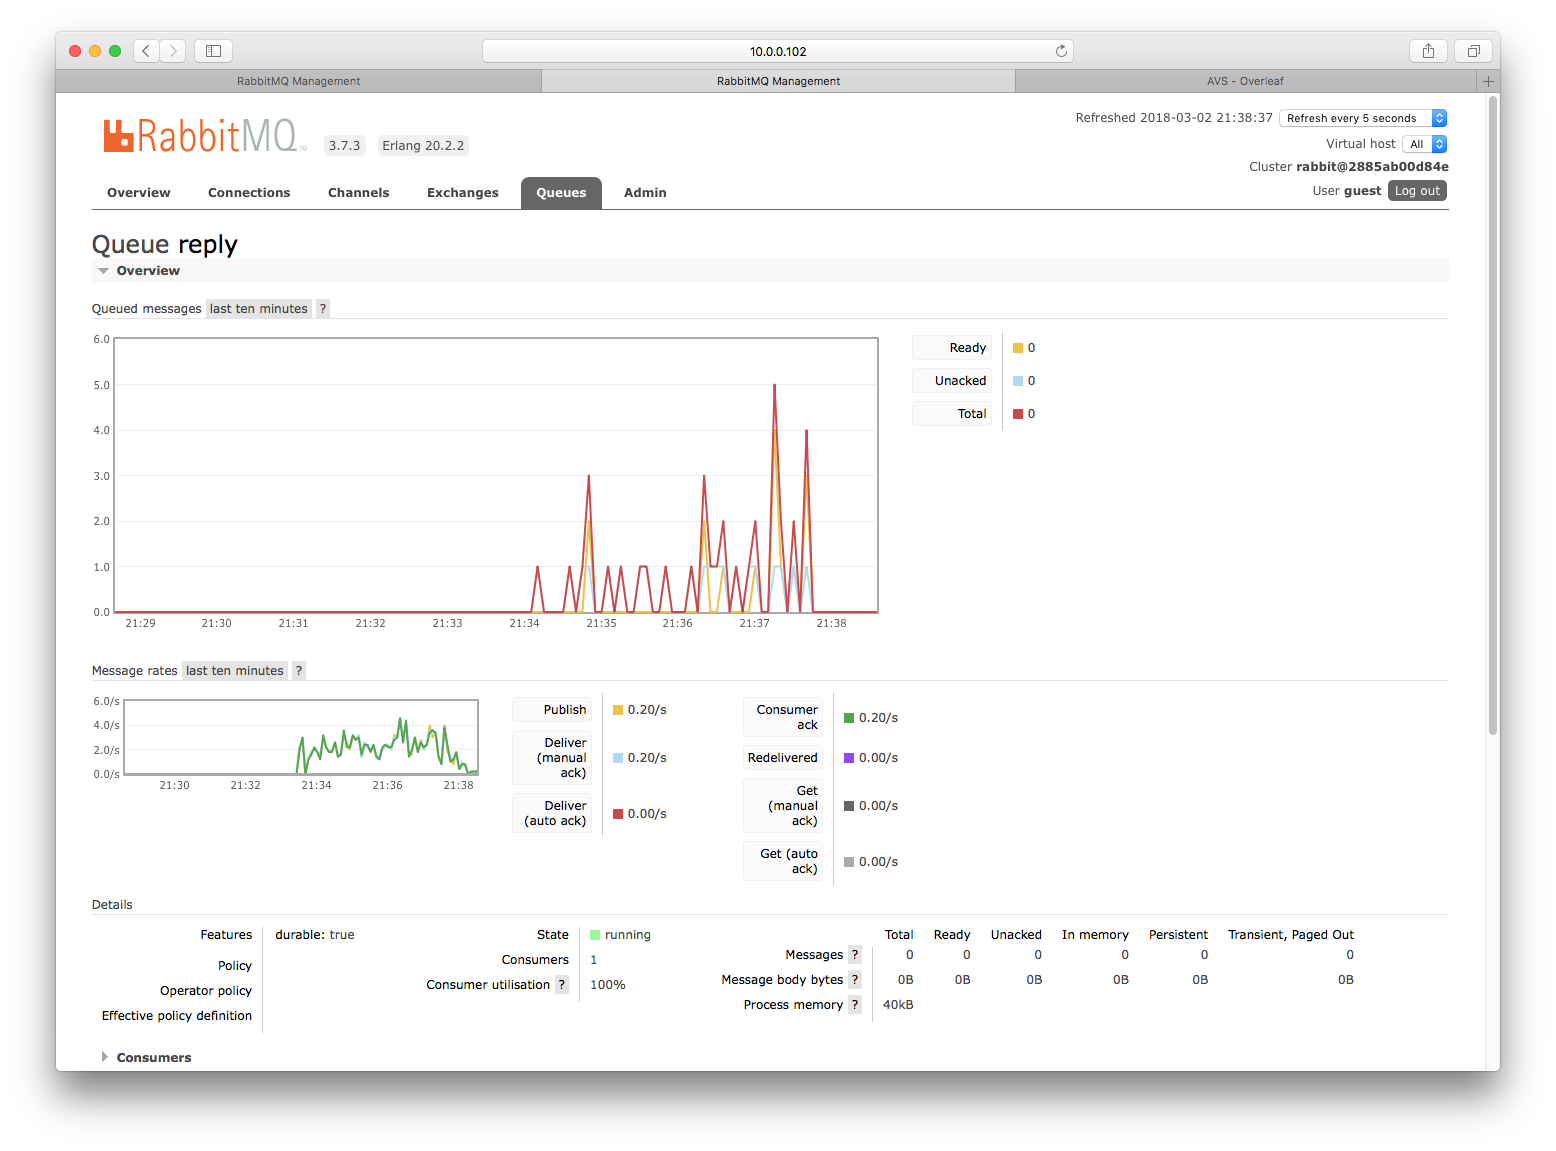 10.0.0.102
RabbitMQ Management
RabbitMQ Management
AVS - Overleaf
RabbitMQ™ 3.7.3 Erlang 20.2.2
Refreshed 2018-03-02 21:38:37 Refresh every 5 seconds
Virtual host All
Cluster rabbit@2885ab00d84e
User guest Log out
Overview Connections Channels Exchanges Queues Admin
Queue reply
Overview
Queued messages last ten minutes ?
6.0
5.0
4.0
3.0
2.0
1.0
0.0
21:29 21:30 21:31 21:32 21:33 21:34 21:35 21:36 21:37 21:38
Ready 0
Unacked 0
Total 0
Message rates last ten minutes ?
6.0/s
4.0/s
2.0/s
0.0/s
21:30 21:32 21:34 21:36 21:38
Publish 0.20/s
Deliver
(manual 0.20/s
ack)
Deliver
(auto ack) 0.00/s
Consumer
ack 0.20/s
Redelivered 0.00/s
Get
(manual 0.00/s
ack)
Get (auto
ack) 0.00/s
Details
Features durable: true
Policy
Operator policy
Effective policy definition
State running
Consumers 1
Consumer utilisation ? 100%
Total Ready Unacked In memory Persistent Transient, Paged Out
Messages ? 0 0 0 0 0 0
Message body bytes ? 0B 0B 0B 0B 0B 0B
Process memory ? 40kB
Consumers